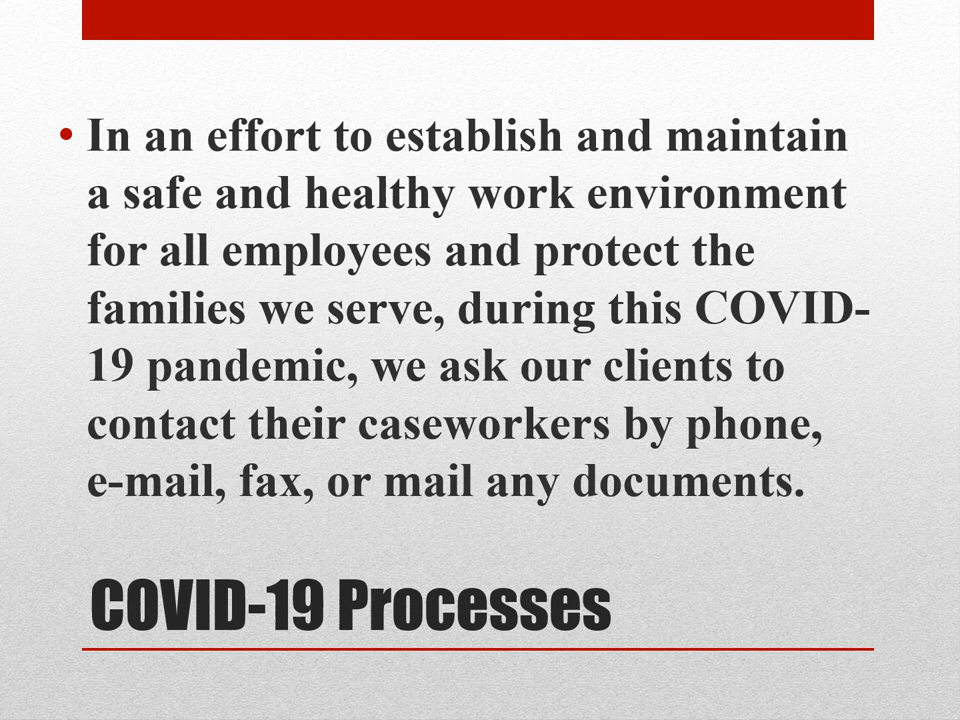 • In an effort to establish and maintain
a safe and healthy work environment
for all employees and protect the
families we serve, during this COVID-
19 pandemic, we ask our clients to
contact their caseworkers by phone,
e-mail, fax, or mail any documents.
COVID-19 Processes